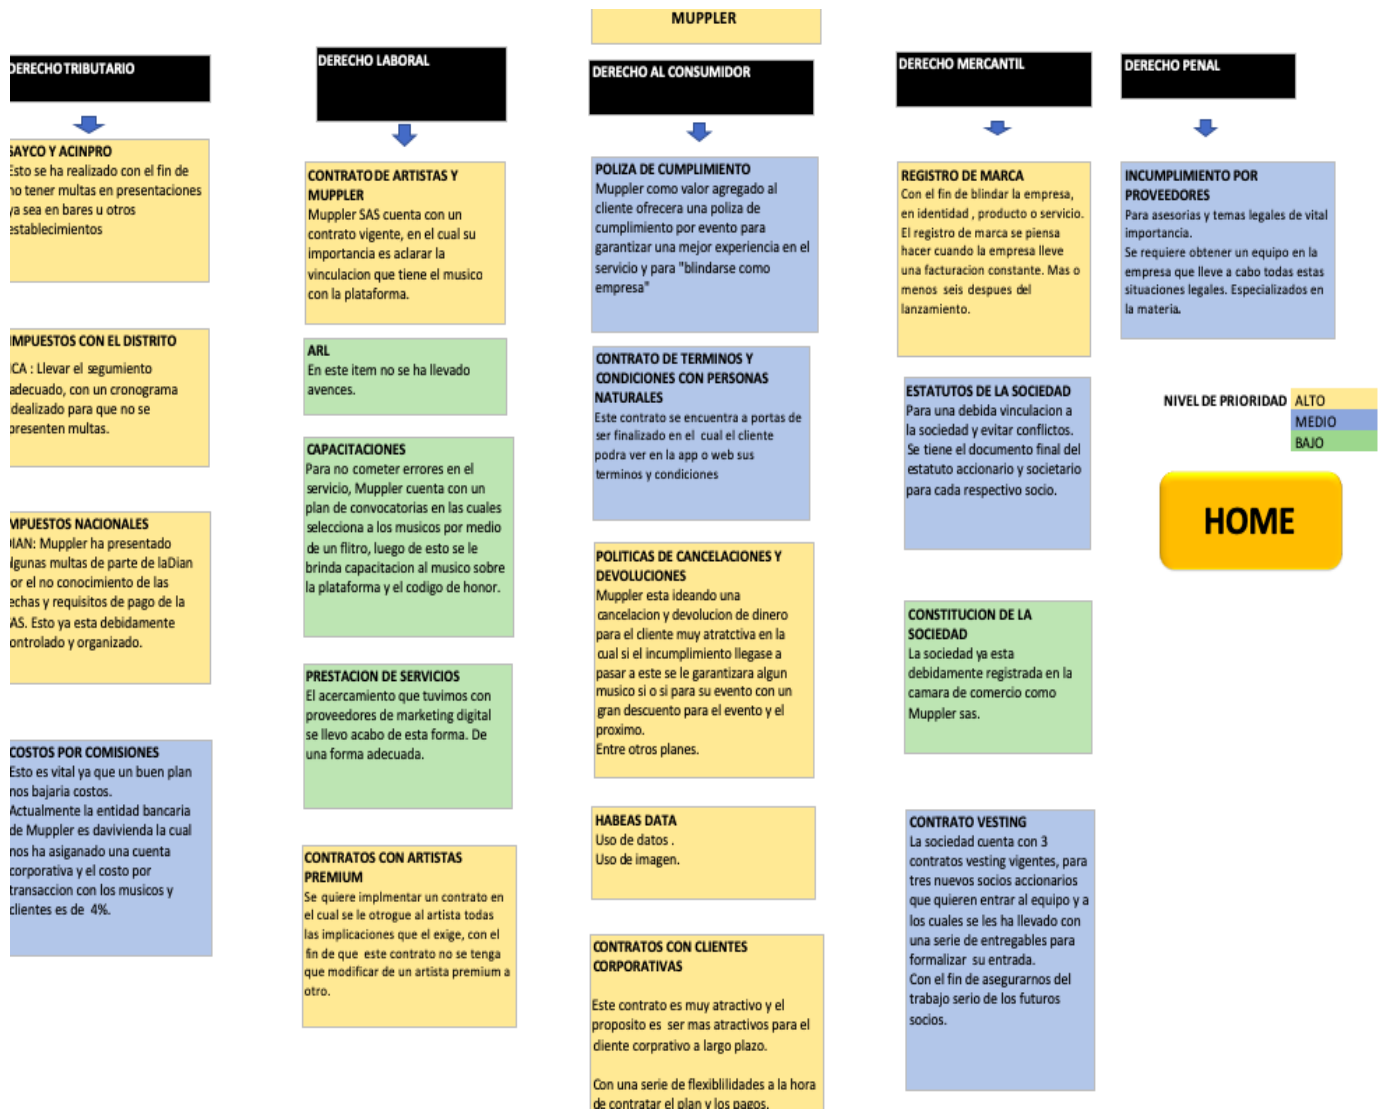 MUPPLER
DERECHO TRIBUTARIO
SAYCO Y ACINPRO
Esto se ha realizado con el fin de
no tener multas en presentaciones
ya sea en bares u otros
establecimientos
IMPUESTOS CON EL DISTRITO
ICA : Llevar el segumiento
adecuado, con un cronograma
idealizado para que no se
presenten multas.
IMPUESTOS NACIONALES
DIAN: Muppler ha presentado
algunas multas de parte de laDian
por el no conocimiento de las
fechas y requisitos de pago de la
SAS. Esto ya esta debidamente
controlado y organizado.
COSTOS POR COMISIONES
Esto es vital ya que un buen plan
nos bajaria costos.
Actualmente la entidad bancaria
de Muppler es davivienda la cual
nos ha asiganado una cuenta
corporativa y el costo por
transaccion con los musicos y
clientes es de 4%.
DERECHO LABORAL
CONTRATO DE ARTISTAS Y
MUPPLER
Muppler SAS cuenta con un
contrato vigente, en el cual su
importancia es aclarar la
vinculacion que tiene el musico
con la plataforma.
ARL
En este item no se ha llevado
avences.
CAPACITACIONES
Para no cometer errores en el
servicio, Muppler cuenta con un
plan de convocatorias en las cuales
selecciona a los musicos por medio
de un flitro, luego de esto se le
brinda capacitacion al musico sobre
la plataforma y el codigo de honor.
PRESTACION DE SERVICIOS
El acercamiento que tuvimos con
proveedores de marketing digital
se llevo acabo de esta forma. De
una forma adecuada.
CONTRATOS CON ARTISTAS
PREMIUM
Se quiere implmentar un contrato en
el cual se le otrogue al artista todas
las implicaciones que el exige, con el
fin de que este contrato no se tenga
que modificar de un artista premium a
otro.
DERECHO AL CONSUMIDOR
POLIZA DE CUMPLIMIENTO
Muppler como valor agregado al
cliente ofrecera una poliza de
cumplimiento por evento para
garantizar una mejor experiencia en el
servicio y para "blindarse como
empresa"
CONTRATO DE TERMINOS Y
CONDICIONES CON PERSONAS
NATURALES
Este contrato se encuentra a portas de
ser finalizado en el cual el cliente
podra ver en la app o web sus
terminos y condiciones
POLITICAS DE CANCELACIONES Y
DEVOLUCIONES
Muppler esta ideando una
cancelacion y devolucion de dinero
para el cliente muy atratctiva en la
cual si el incumplimiento llegase a
pasar a este se le garantizara algun
musico si o si para su evento con un
gran descuento para el evento y el
proximo.
Entre otros planes.
HABEAS DATA
Uso de datos .
Uso de imagen.
CONTRATOS CON CLIENTES
CORPORATIVAS
Este contrato es muy atractivo y el
proposito es ser mas atractivos para el
cliente corprativo a largo plazo.
Con una serie de flexiblilidades a la hora
de contratar el plan y los pagos.
DERECHO MERCANTIL
REGISTRO DE MARCA
Con el fin de blindar la empresa,
en identidad , producto o servicio.
El registro de marca se piensa
hacer cuando la empresa lleve
una facturacion constante. Mas o
menos seis despues del
lanzamiento.
ESTATUTOS DE LA SOCIEDAD
Para una debida vinculacion a
la sociedad y evitar conflictos.
Se tiene el documento final del
estatuto accionario y societario
para cada respectivo socio.
CONSTITUCION DE LA
SOCIEDAD
La sociedad ya esta
debidamente registrada en la
camara de comercio como
Muppler sas.
CONTRATO VESTING
La sociedad cuenta con 3
contratos vesting vigentes, para
tres nuevos socios accionarios
que quieren entrar al equipo y a
los cuales se les ha llevado con
una serie de entregables para
formalizar su entrada.
Con el fin de asegurarnos del
trabajo serio de los futuros
socios.
DERECHO PENAL
INCUMPLIMIENTO POR
PROVEEDORES
Para asesorias y temas legales de vital
importancia.
Se requiere obtener un equipo en la
empresa que lleve a cabo todas estas
situaciones legales. Especializados en
la materia.
NIVEL DE PRIORIDAD ALTO
MEDIO
BAJO
HOME